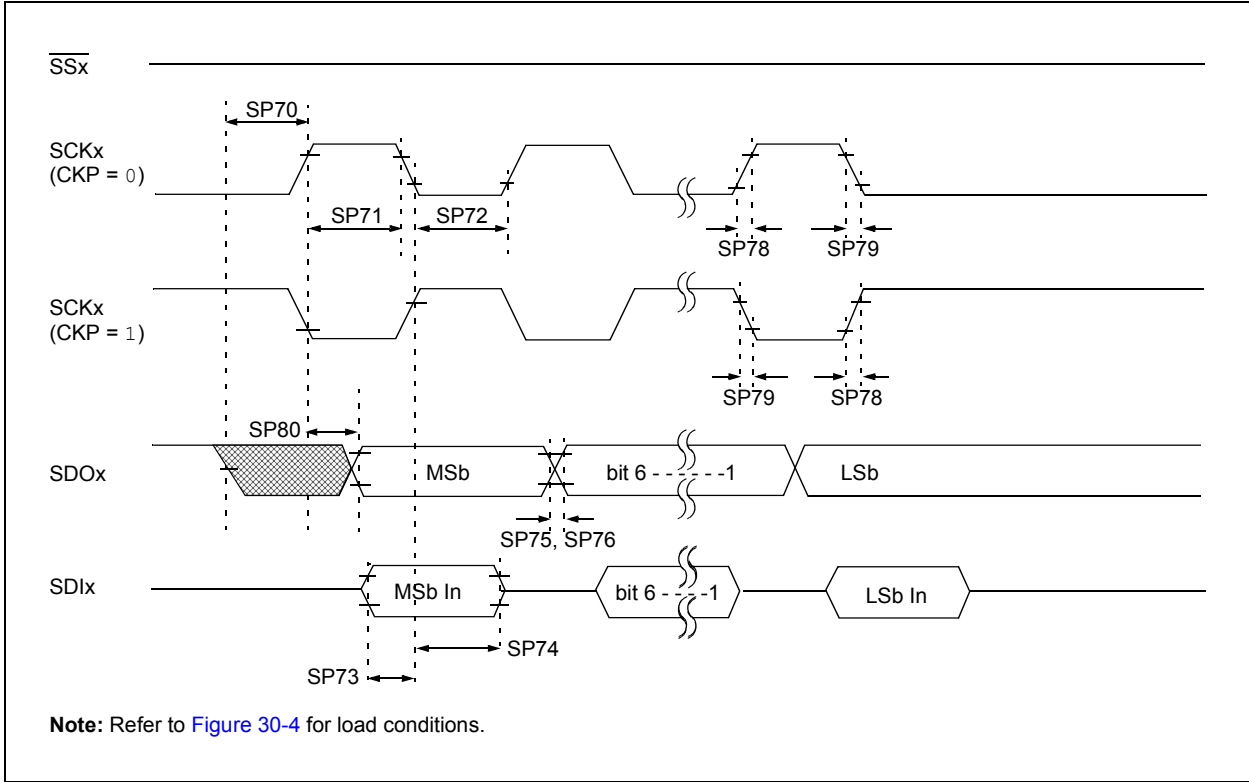 SSx
SP70
SCKx
(CKP = 0)
SP71
SP72
SP78
SP79
SCKx
(CKP = 1)
SP79
SP78
SP80
SDOx
MSb
bit 6 - - - - - -1
LSb
SP75, SP76
SDIx
MSb In
bit 6 - - - - -1
LSb In
SP74
SP73
Note: Refer to Figure 30-4 for load conditions.